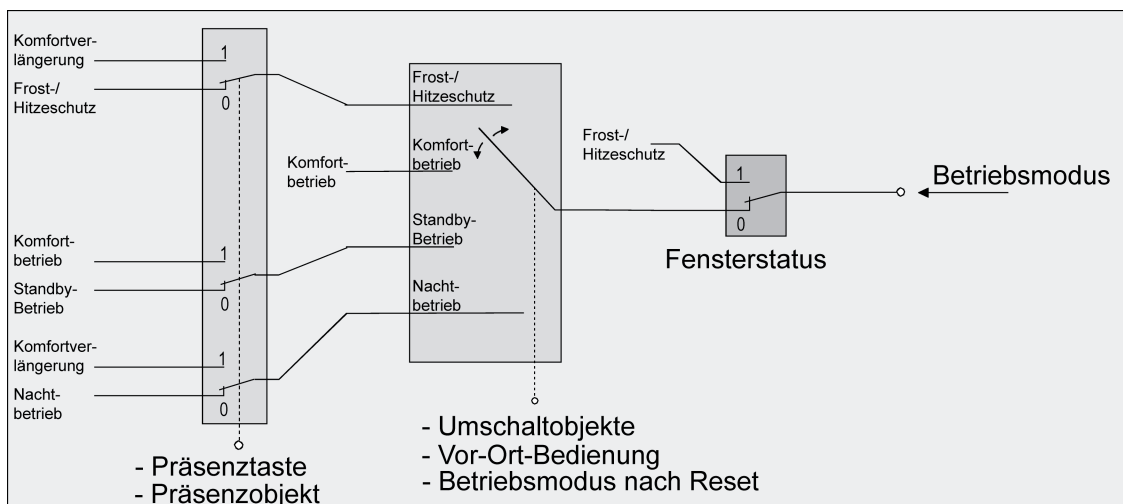 Komfortver-
längerung
1
Frost-/
Hitzeschutz
0
Komfort-
betrieb
1
Standby-
Betrieb
0
Komfortver-
längerung
1
Nacht-
betrieb
0
- Präsenztaste
- Präsenzobjekt
Komfort-
betrieb
Frost-/
Hitzeschutz
Komfort-
betrieb
Standby-
Betrieb
Nacht-
betrieb
- Umschaltobjekte
- Vor-Ort-Bedienung
- Betriebsmodus nach Reset
Frost-/
Hitzeschutz
1
0
Fensterstatus
Betriebsmodus